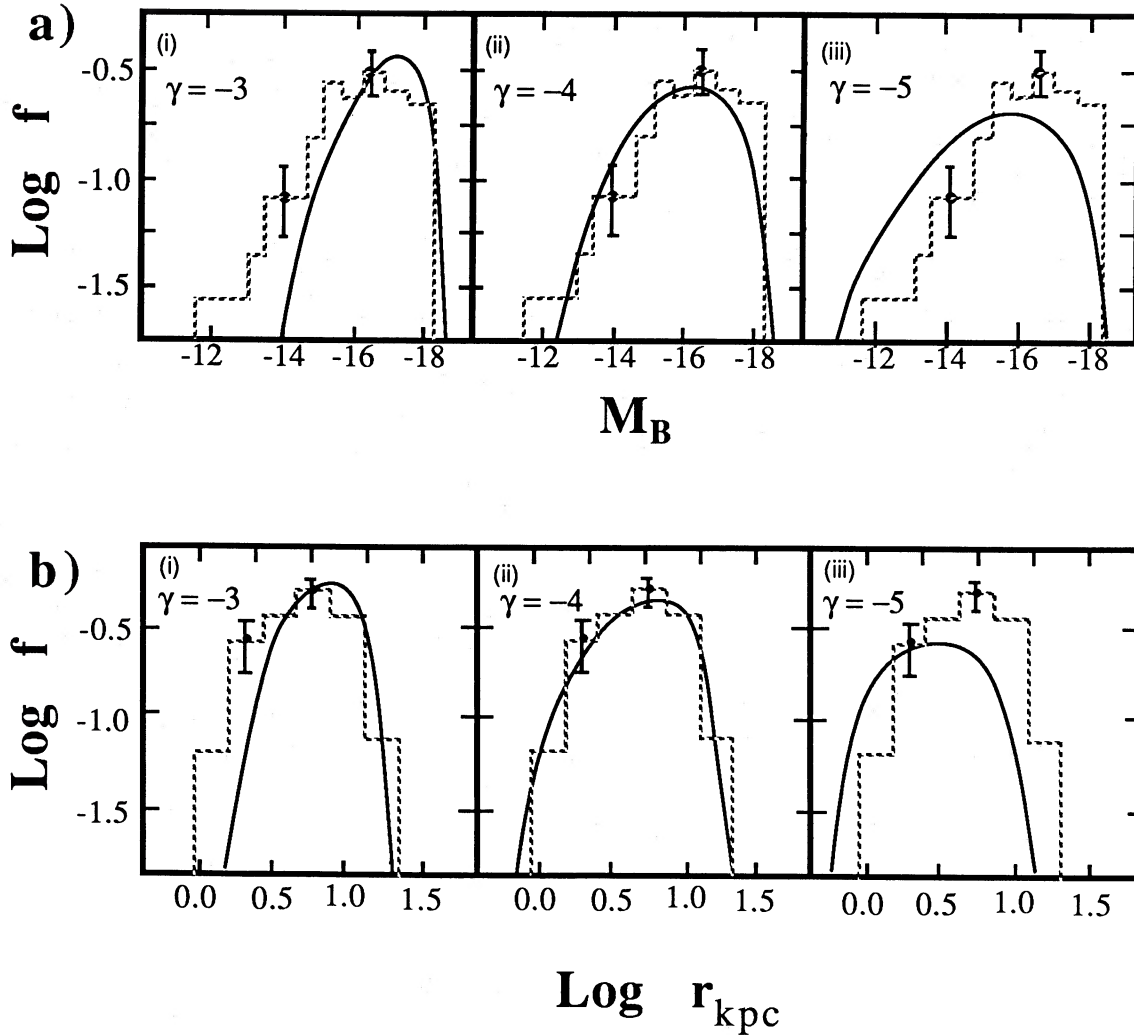 a)
(i)
(ii)
(iii)
γ = −3
γ = −4
γ = −5
Log f
-0.5
-1.0
-1.5
-12
-14
-16
-18
-12
-14
-16
-18
-12
-14
-16
-18
M_B
b)
(i)
(ii)
(iii)
γ = −3
γ = −4
γ = −5
Log f
-0.5
-1.0
-1.5
0.0
0.5
1.0
1.5
0.0
0.5
1.0
1.5
0.0
0.5
1.0
1.5
Log r_kpc